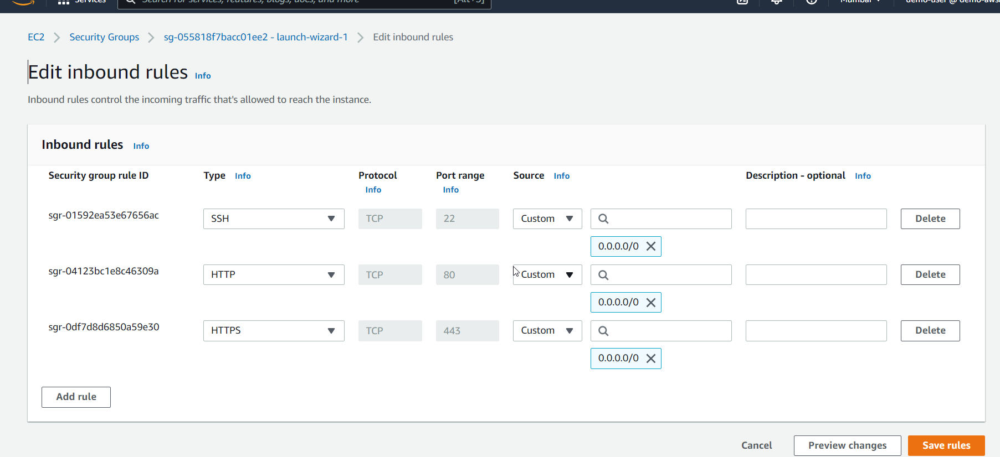 Services Search for services, features, blogs, docs, and more [Alt+S] Mumbai
EC2 Security Groups sg-055818f7bacc01ee2 - launch-wizard-1 Edit inbound rules
Edit inbound rules Info
Inbound rules control the incoming traffic that's allowed to reach the instance.
Inbound rules Info
Security group rule ID Type Info Protocol Port range Source Info Description - optional Info
Info Info
sgr-01592ea53e67656ac SSH TCP 22 Custom Delete
0.0.0.0/0
sgr-04123bc1e8c46309a HTTP TCP 80 Custom Delete
0.0.0.0/0
sgr-0df7d8d6850a59e30 HTTPS TCP 443 Custom Delete
0.0.0.0/0
Add rule
Cancel Preview changes Save rules